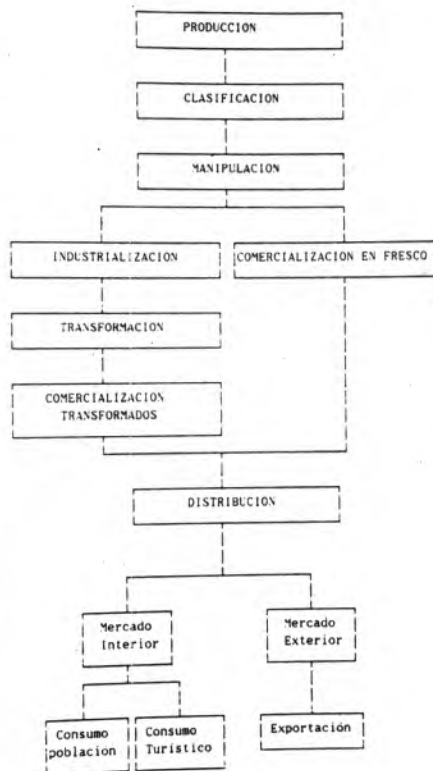 PRODUCCION
CLASIFICACION
MANIPULACION
INDUSTRIALIZACION
COMERCIALIZACION EN FRESCO
TRANSFORMACION
COMERCIALIZACION
TRANSFORMADOS
DISTRIBUCION
Mercado
Interior
Mercado
Exterior
Consumo
poblacion
Consumo
Turístico
Exportación